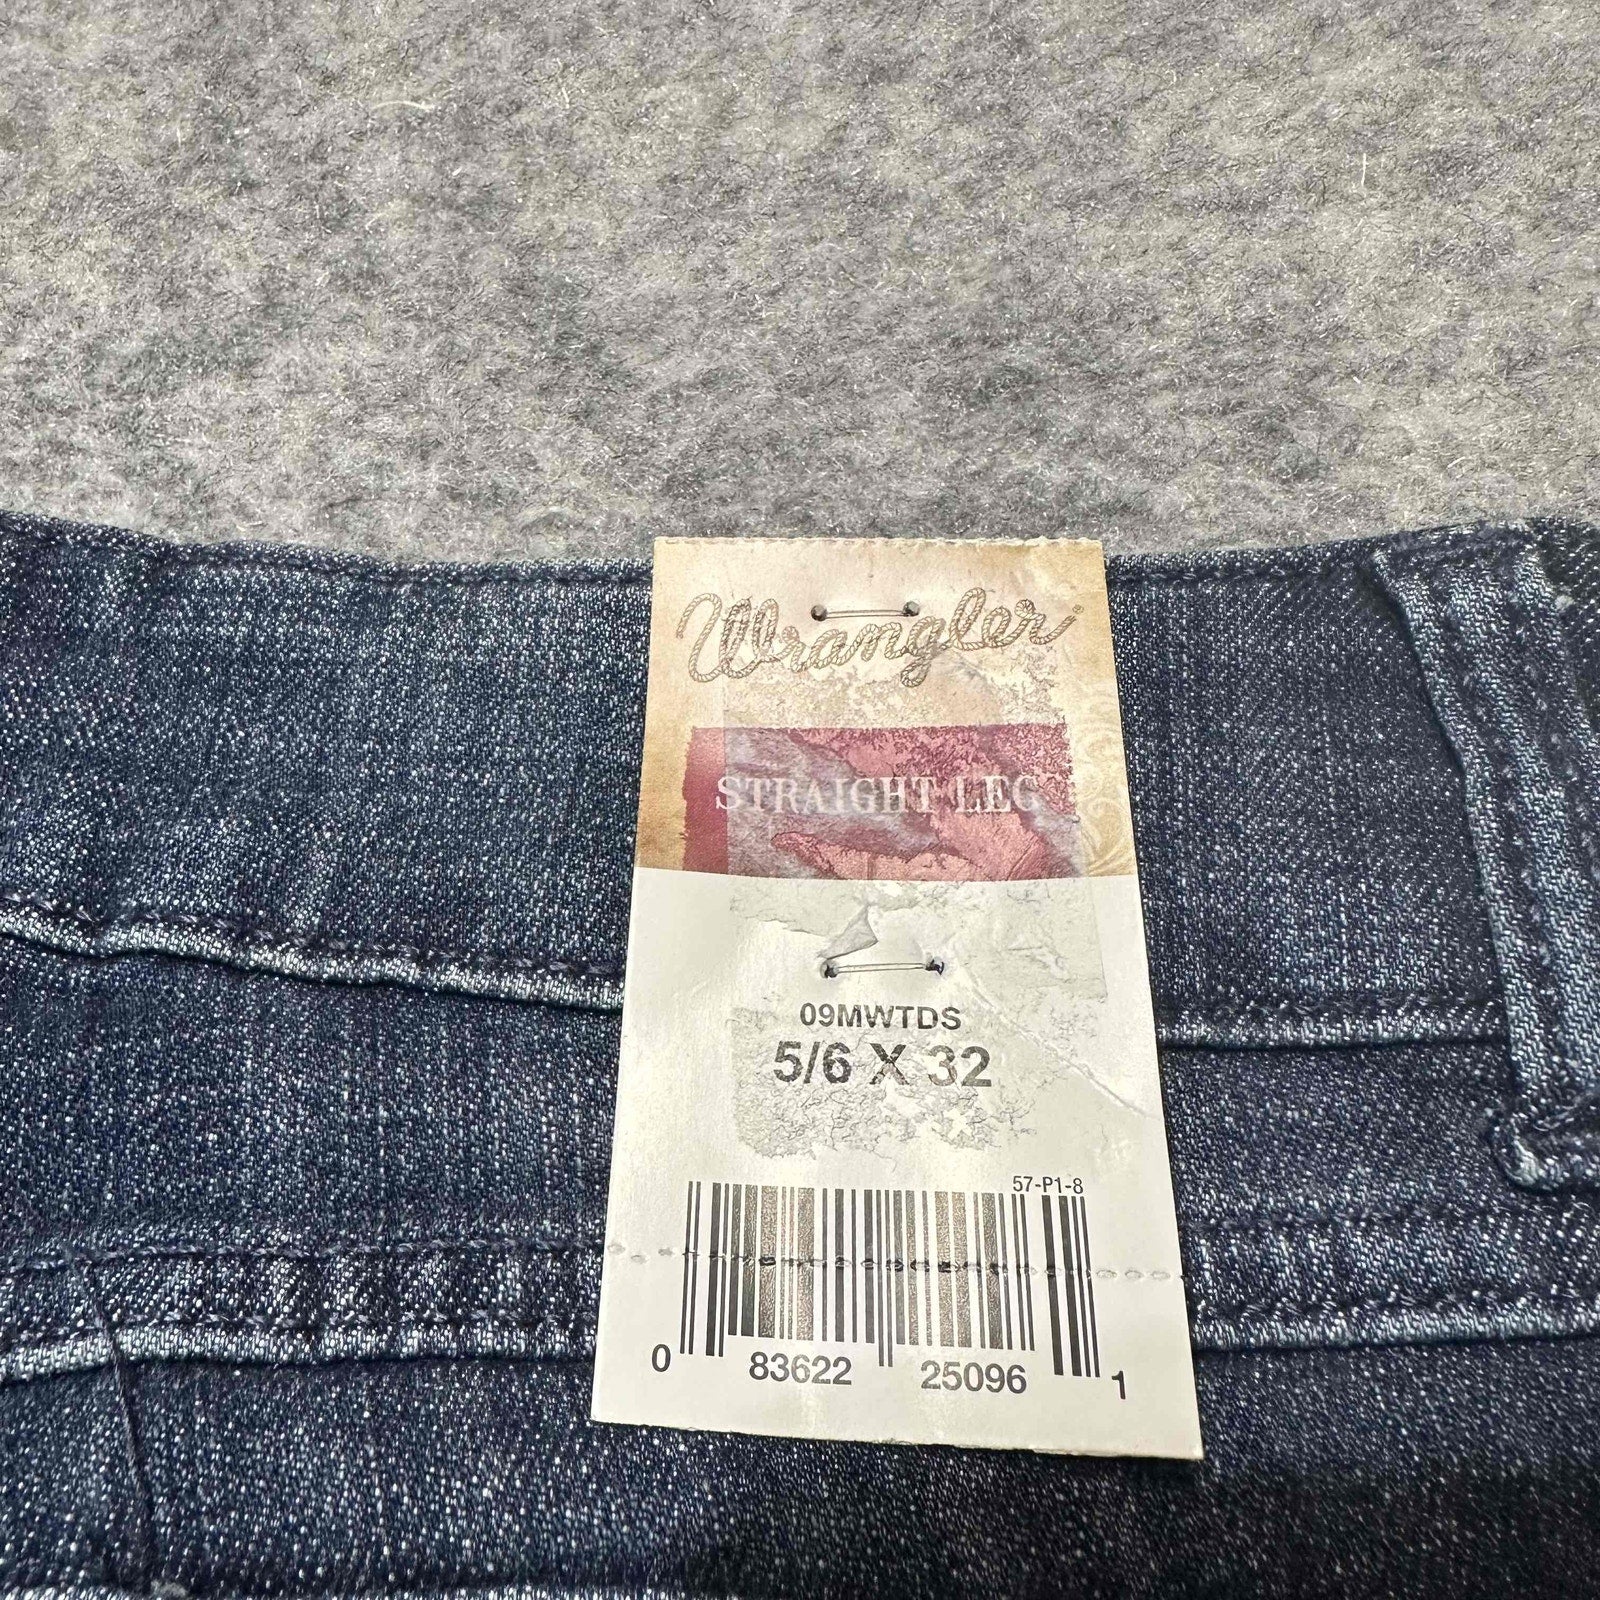 Wrangler®
STRAIGHT LEG
09MWTDS
5/6 X 32
57-P1-8
0 83622 25096 1